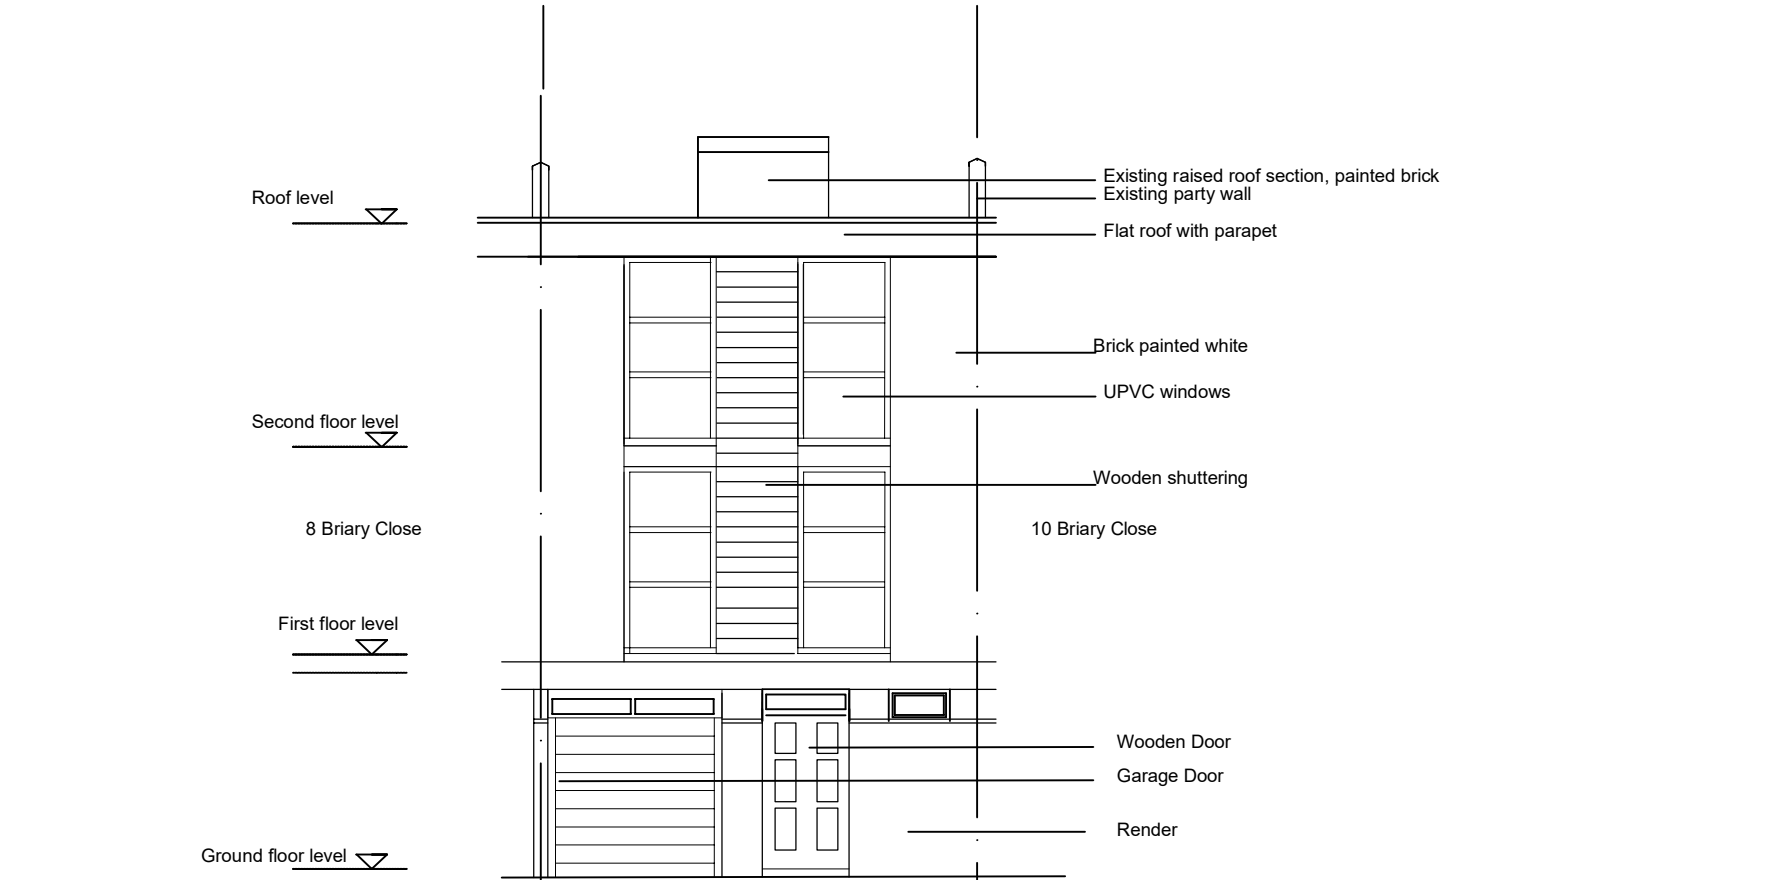 Existing raised roof section, painted brick
Existing party wall
Roof level
Flat roof with parapet
Brick painted white
UPVC windows
Second floor level
Wooden shuttering
8 Briary Close
10 Briary Close
First floor level
Wooden Door
Garage Door
Render
Ground floor level